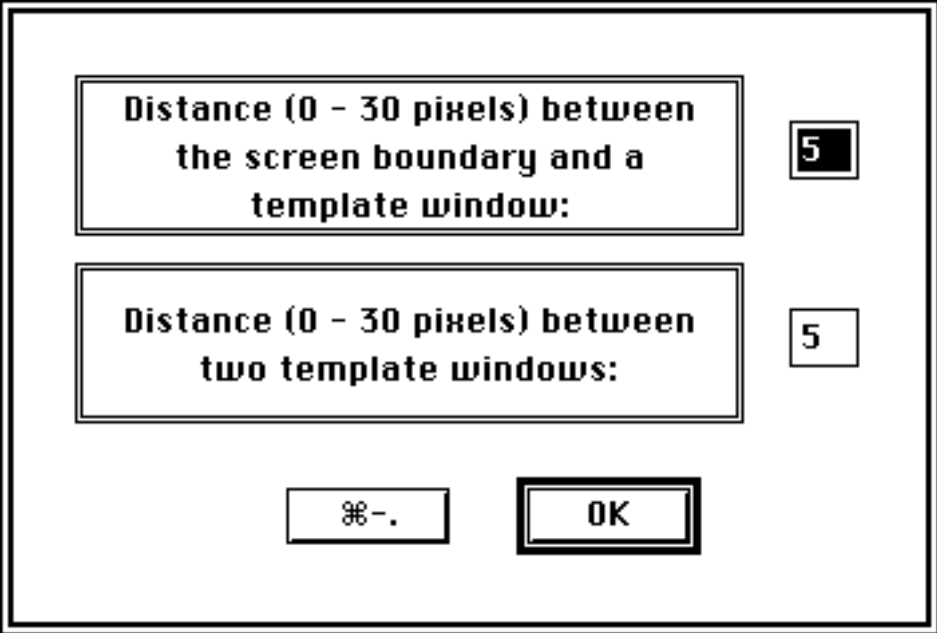 Distance (0 - 30 pixels) between
the screen boundary and a
template window:
5
Distance (0 - 30 pixels) between
two template windows:
5
⌘-.
OK